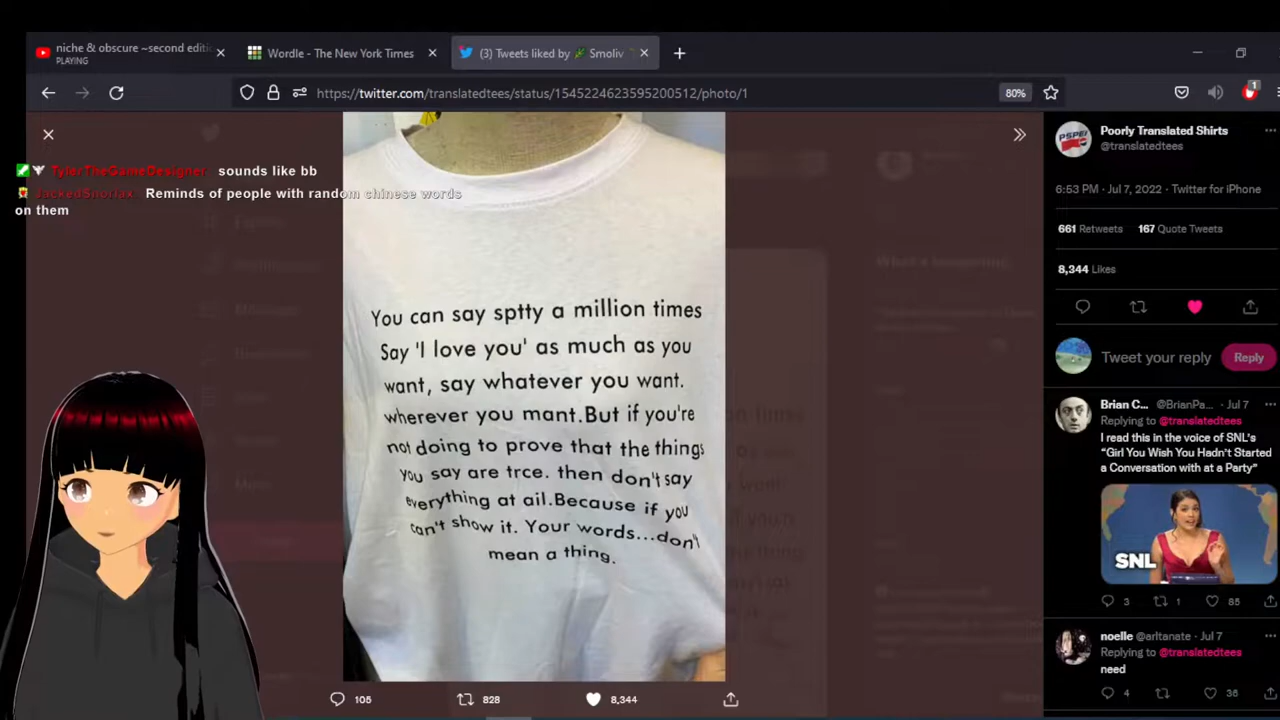 niche & obscure ~second editi
PLAYING
Wordle - The New York Times
(3) Tweets liked by 🌿 Smoliv
https://twitter.com/translatedtees/status/1545224623595200512/photo/1
80%
1
TylerTheGameDesigner sounds like bb
JackedSnorlax Reminds of people with random chinese words
on them
You can say sptty a million times
Say 'I love you' as much as you
want, say whatever you want.
wherever you mant.But if you're
not doing to prove that the things
you say are trce. then don't say
everything at ail.Because if you
can't show it. Your words...don't
mean a thing.
105
828
8,344
PSPEI
Poorly Translated Shirts
@translatedtees
6:53 PM · Jul 7, 2022 · Twitter for iPhone
661 Retweets 167 Quote Tweets
8,344 Likes
Tweet your reply
Reply
Brian C... @BrianPa... · Jul 7
Replying to @translatedtees
I read this in the voice of SNL's
“Girl You Wish You Hadn't Started
a Conversation with at a Party”
SNL
3 1 85
noelle @arltanate · Jul 7
Replying to @translatedtees
need
4 36